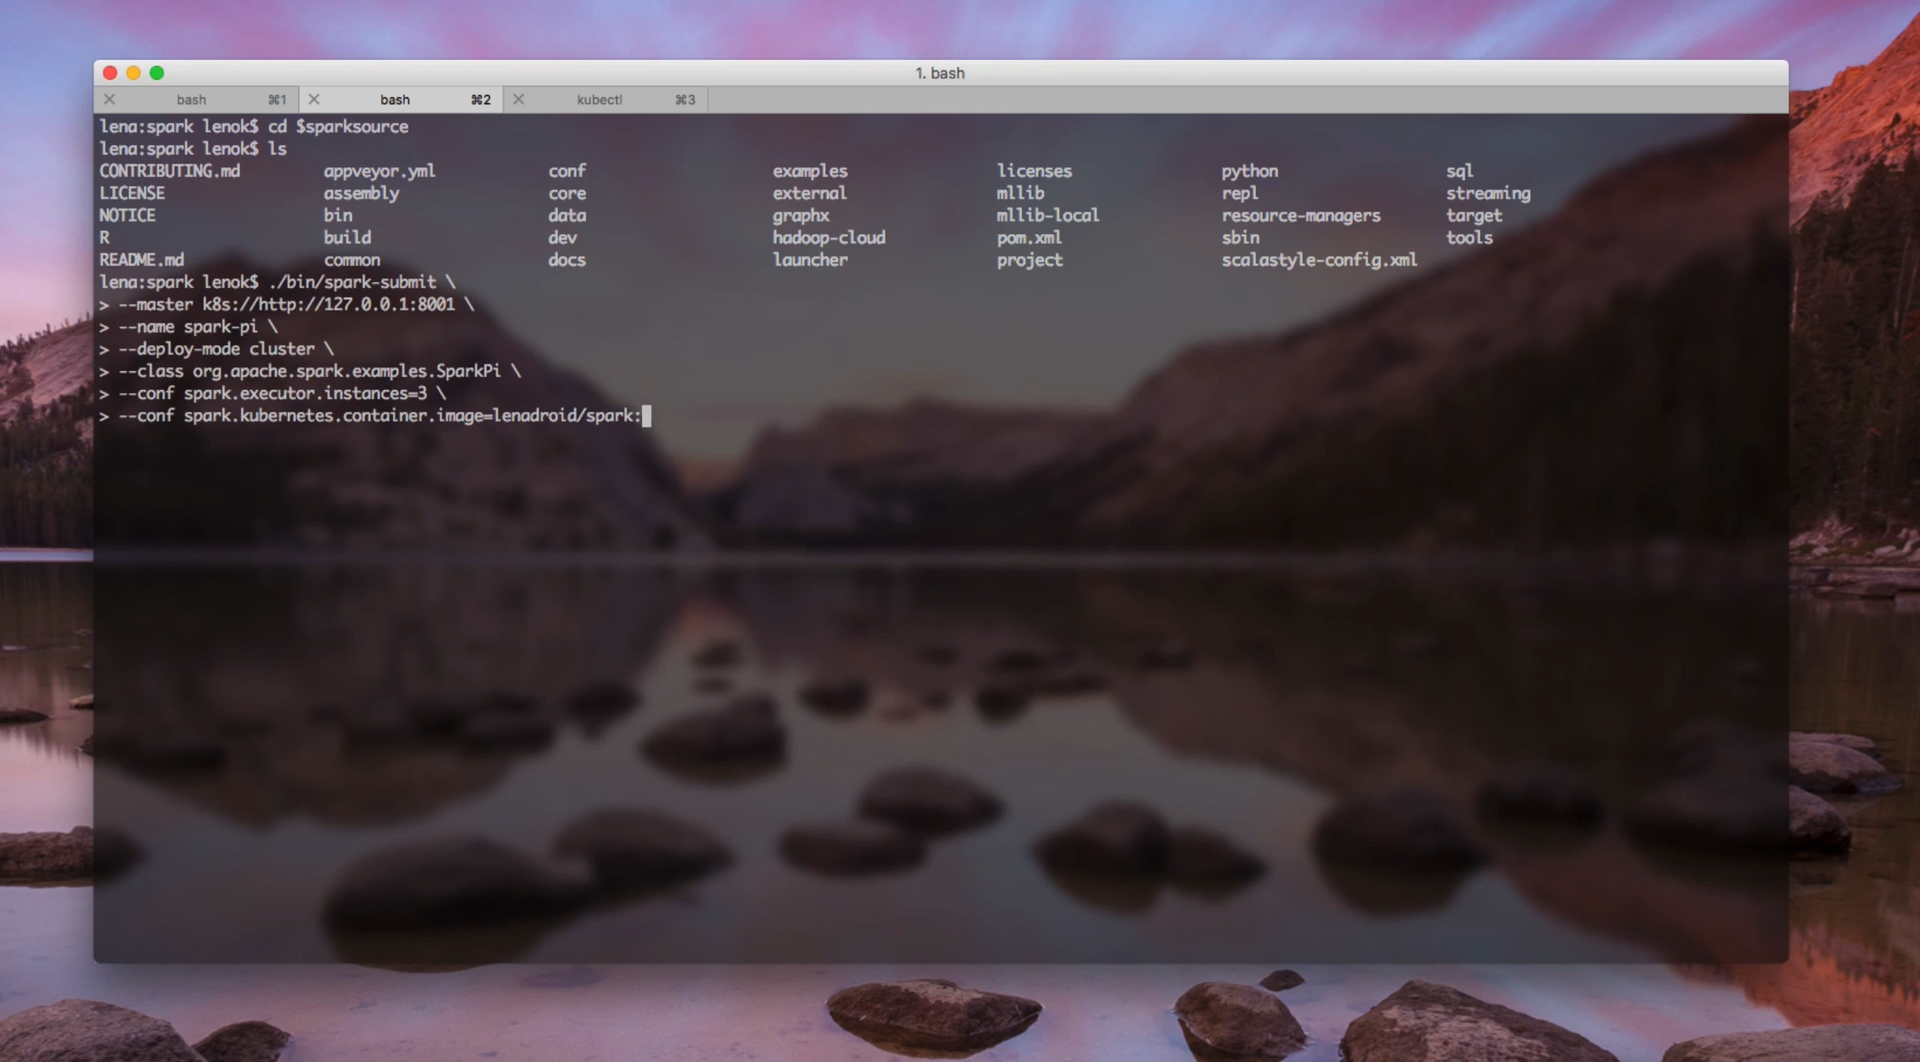 1. bash
bash ⌘1 bash ⌘2 kubectl ⌘3
lena:spark lenok$ cd $sparksource
lena:spark lenok$ ls
CONTRIBUTING.md appveyor.yml conf examples licenses python sql
LICENSE assembly core external mllib repl streaming
NOTICE bin data graphx mllib-local resource-managers target
R build dev hadoop-cloud pom.xml sbin tools
README.md common docs launcher project scalastyle-config.xml
lena:spark lenok$ ./bin/spark-submit \
> --master k8s://http://127.0.0.1:8001 \
> --name spark-pi \
> --deploy-mode cluster \
> --class org.apache.spark.examples.SparkPi \
> --conf spark.executor.instances=3 \
> --conf spark.kubernetes.container.image=lenadroid/spark: